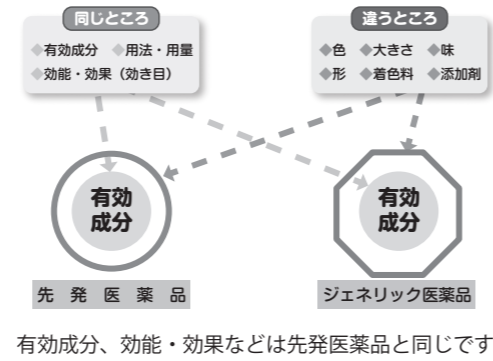 同じところ
◆有効成分 ◆用法・用量
◆効能・効果（効き目）
違うところ
◆色 ◆大きさ ◆味
◆形 ◆着色料 ◆添加剤
有効
成分
有効
成分
先発医薬品
ジェネリック医薬品
有効成分、効能・効果などは先発医薬品と同じです